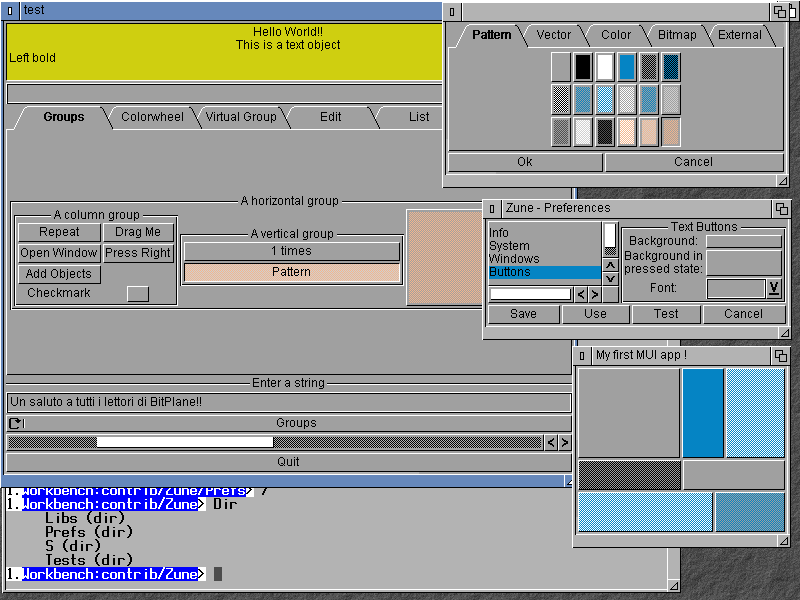 test
Hello World!!
This is a text object
Left bold
Groups
Colorwheel
Virtual Group
Edit
List
A horizontal group
A column group
Repeat
Drag Me
Open Window
Press Right
Add Objects
Checkmark
A vertical group
1 times
Pattern
Enter a string
Un saluto a tutti i lettori di BitPlane!!
Groups
Quit
Pattern
Vector
Color
Bitmap
External
Ok
Cancel
Zune - Preferences
Info
System
Windows
Buttons
Text Buttons
Background:
Background in
pressed state:
Font:
Save
Use
Test
Cancel
My first MUI app !
1.Workbench:contrib/Zune/Prefs> /
1.Workbench:contrib/Zune> Dir
Libs (dir)
Prefs (dir)
S (dir)
Tests (dir)
1.Workbench:contrib/Zune>